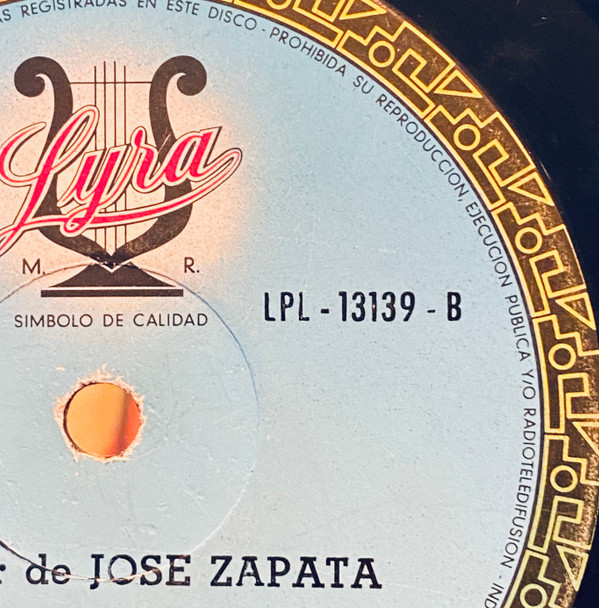 REGISTRADAS EN ESTE DISCO - PROHIBIDA SU REPRODUCCION, EJECUCION PUBLICA Y/O RADIOTELEDIFUSION - IND
Lyra
M. R.
SIMBOLO DE CALIDAD
LPL - 13139 - B
de JOSE ZAPATA